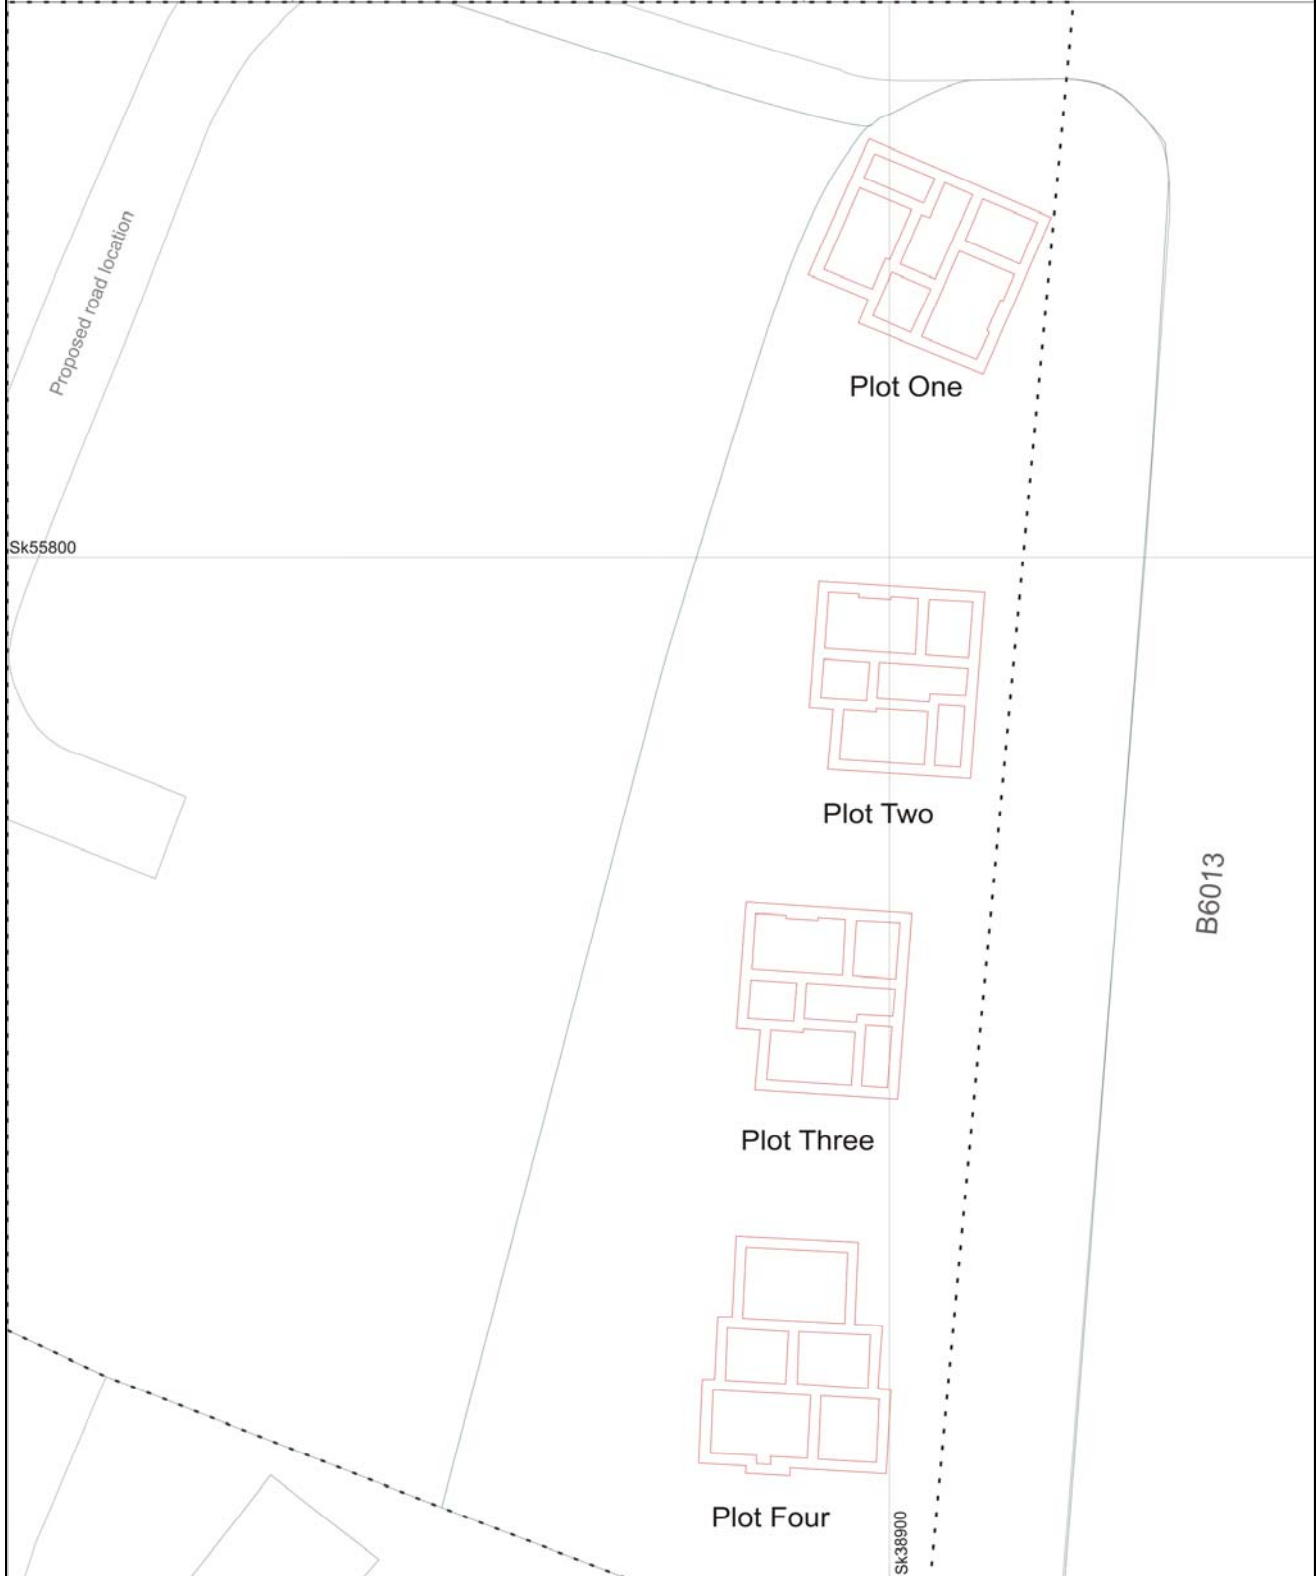 Proposed road location
Plot One
Sk55800
Plot Two
B6013
Plot Three
Plot Four
Sk38900